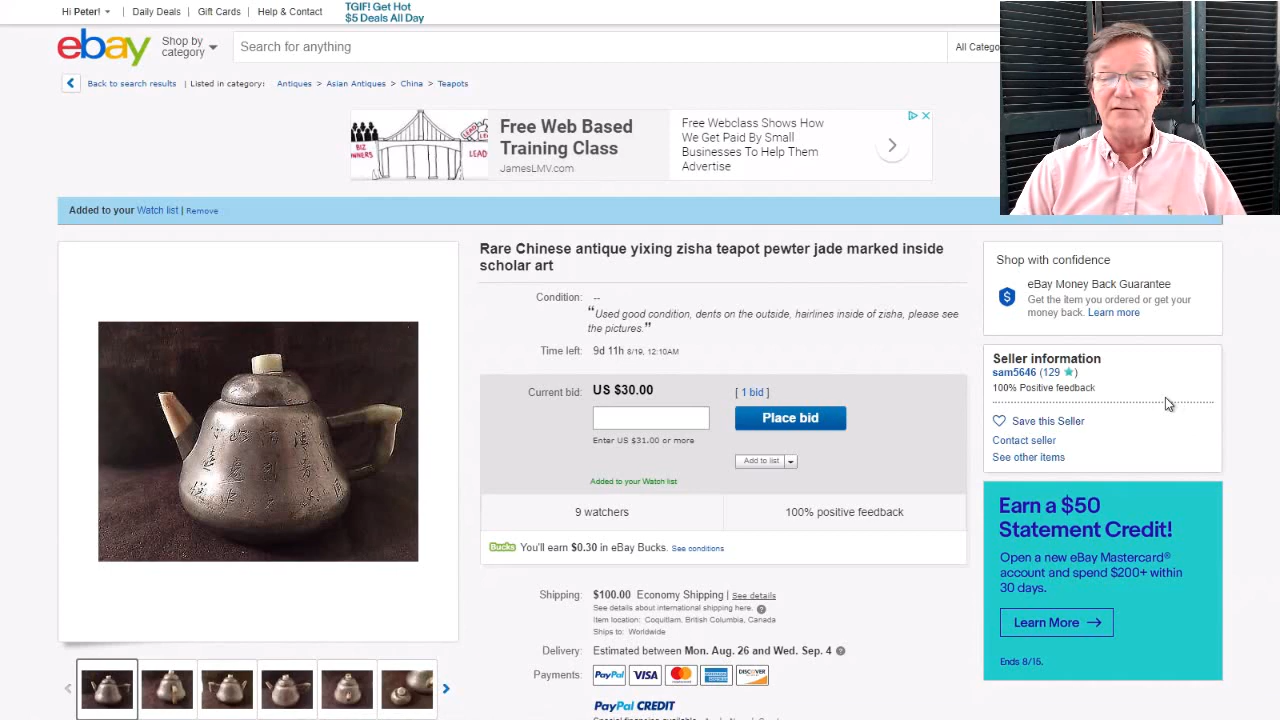 Hi Peter!
Daily Deals
Gift Cards
Help & Contact
TGIF! Get Hot
$5 Deals All Day
ebay
Shop by
category
Search for anything
All Catego
Back to search results | Listed in category: Antiques > Asian Antiques > China > Teapots
BIZ
LEAD
Free Web Based
Training Class
JamesLMV.com
Free Webclass Shows How
We Get Paid By Small
Businesses To Help Them
Advertise
Added to your Watch list | Remove
Rare Chinese antique yixing zisha teapot pewter jade marked inside
scholar art
Condition: --
“Used good condition, dents on the outside, hairlines inside of zisha, please see
the pictures.”
Time left: 9d 11h 8/19, 12:10AM
Current bid: US $30.00 [ 1 bid ]
Place bid
Enter US $31.00 or more
Add to list
Added to your Watch list
9 watchers
100% positive feedback
Bucks You'll earn $0.30 in eBay Bucks. See conditions
Shipping: $100.00 Economy Shipping | See details
See details about international shipping here.
Item location: Coquitlam, British Columbia, Canada
Ships to: Worldwide
Delivery: Estimated between Mon. Aug. 26 and Wed. Sep. 4
Payments: PayPal VISA DISCOVER
PayPal CREDIT
Shop with confidence
eBay Money Back Guarantee
Get the item you ordered or get your
money back. Learn more
Seller information
sam5646 (129 ★)
100% Positive feedback
Save this Seller
Contact seller
See other items
Earn a $50
Statement Credit!
Open a new eBay Mastercard®
account and spend $200+ within
30 days.
Learn More →
Ends 8/15.